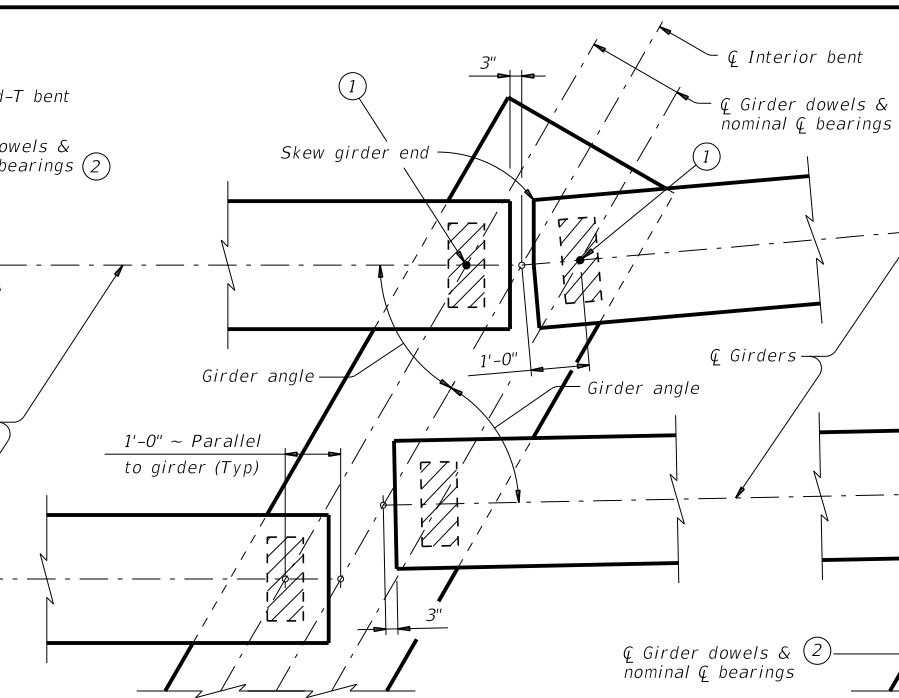 ℄ Interior bent
3"
1
d-T bent
℄ Girder dowels &
nominal ℄ bearings
owels &
bearings 2
Skew girder end
1
1'-0"
℄ Girders
Girder angle
Girder angle
1'-0" ~ Parallel
to girder (Typ)
3"
℄ Girder dowels &
nominal ℄ bearings 2